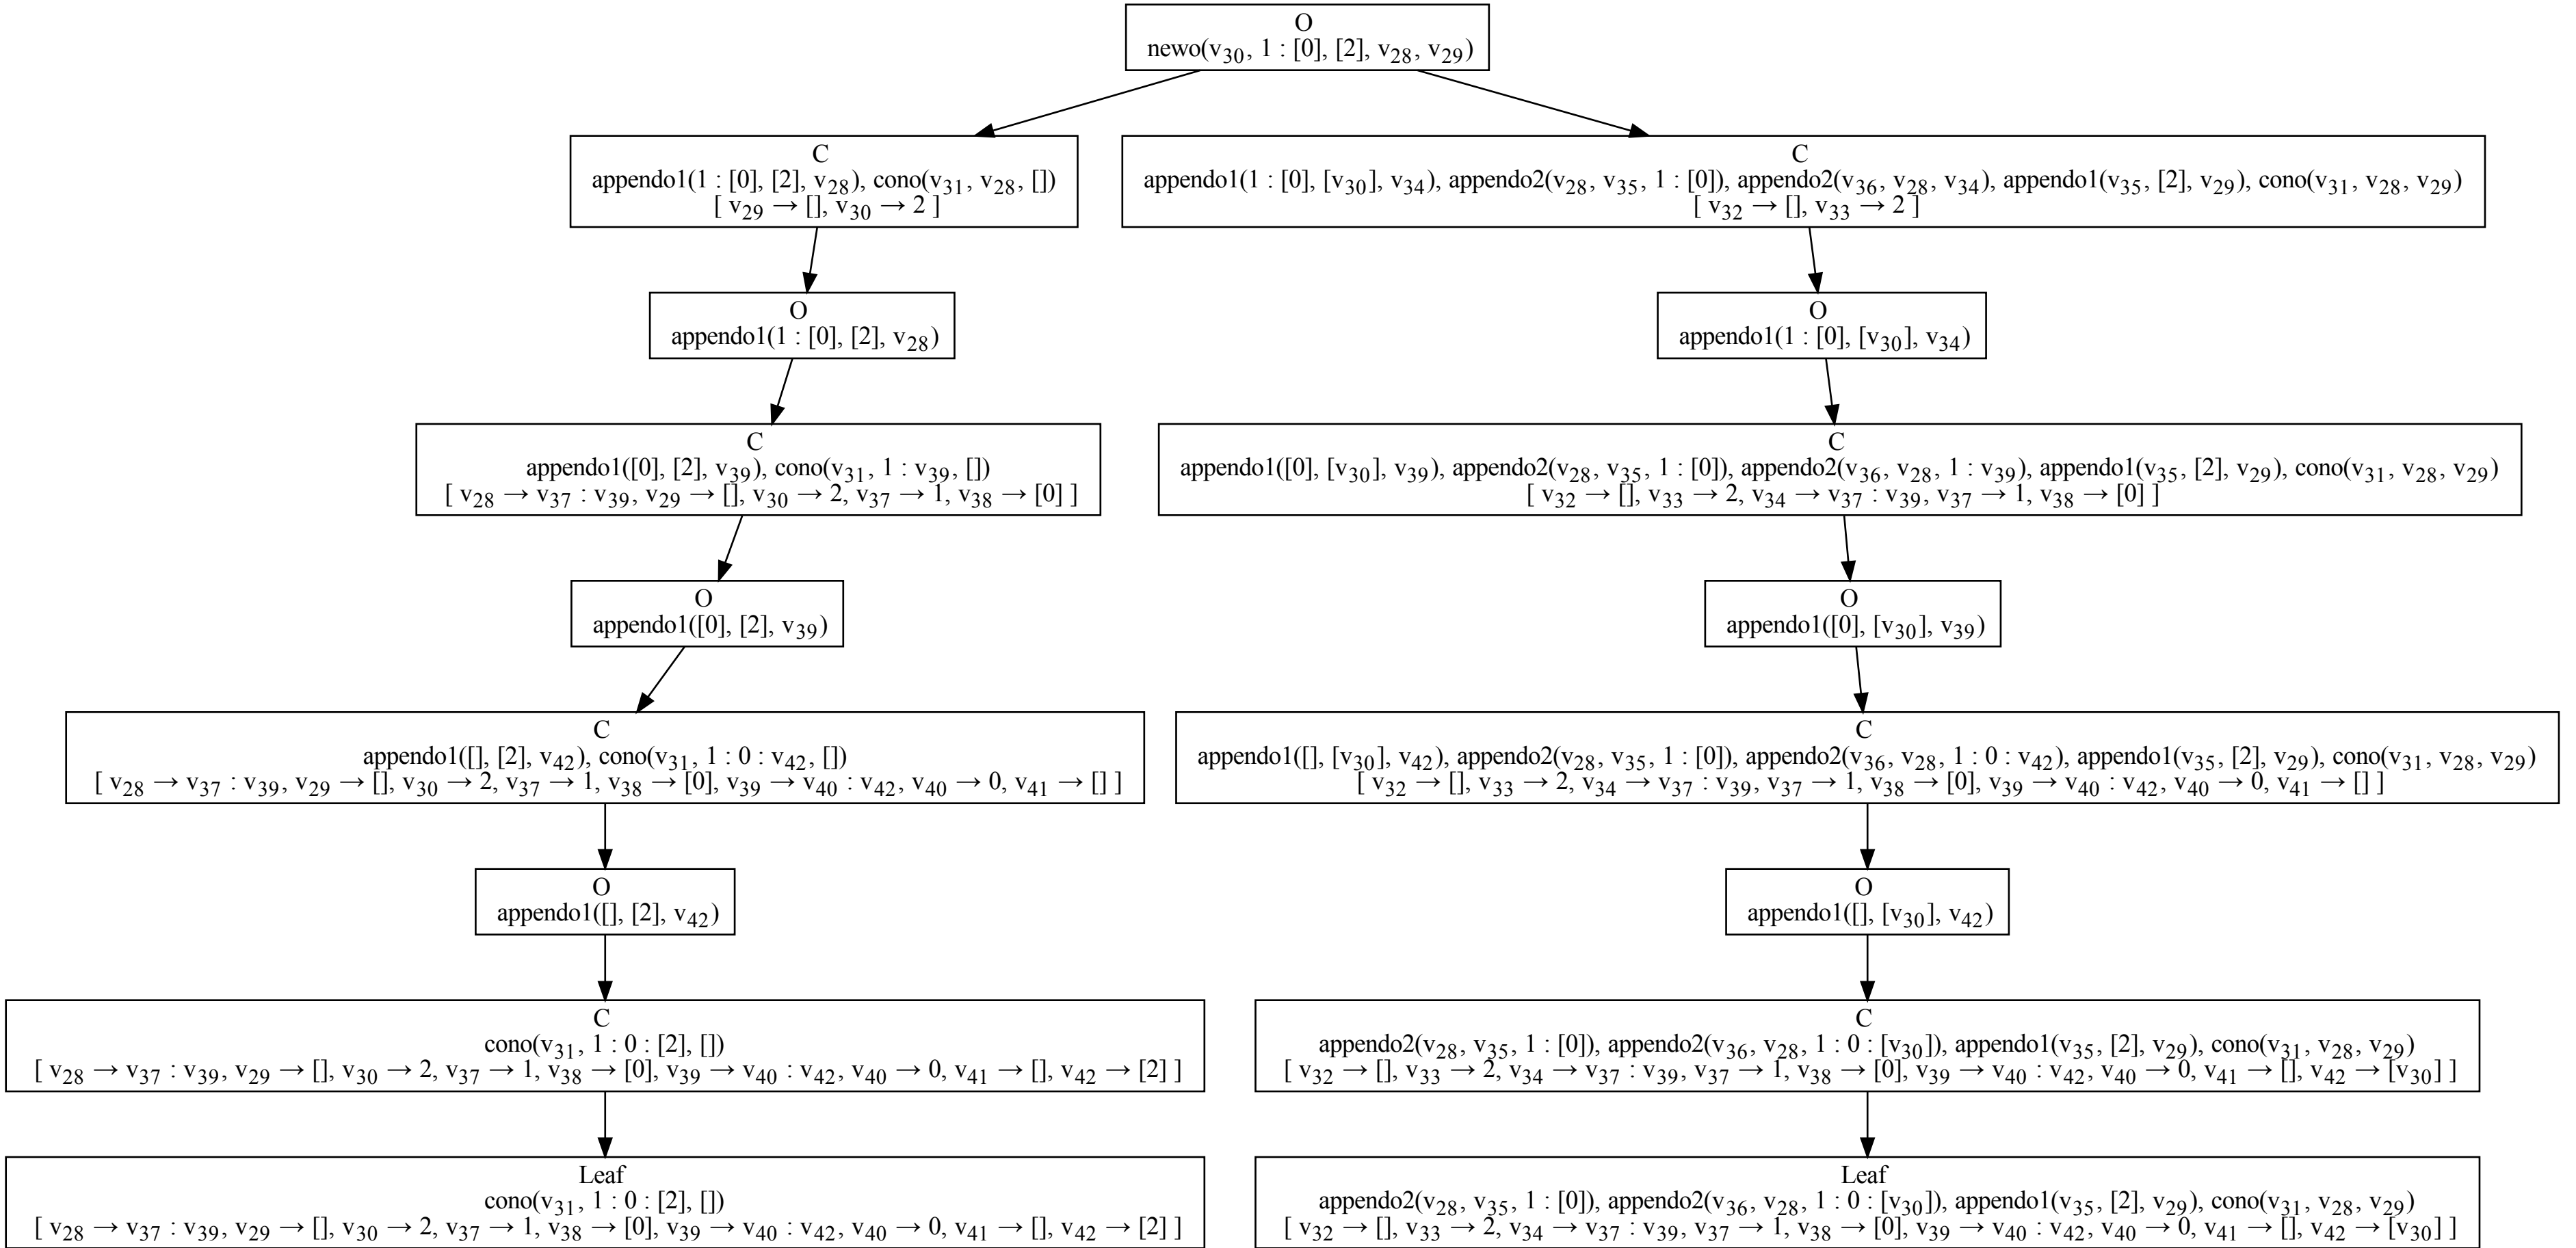 O
newo(v30, 1 : [0], [2], v28, v29)
C
appendo1(1 : [0], [2], v28), cono(v31, v28, [])
[ v29 → [], v30 → 2 ]
C
appendo1(1 : [0], [v30], v34), appendo2(v28, v35, 1 : [0]), appendo2(v36, v28, v34), appendo1(v35, [2], v29), cono(v31, v28, v29)
[ v32 → [], v33 → 2 ]
O
appendo1(1 : [0], [2], v28)
O
appendo1(1 : [0], [v30], v34)
C
appendo1([0], [2], v39), cono(v31, 1 : v39, [])
[ v28 → v37 : v39, v29 → [], v30 → 2, v37 → 1, v38 → [0] ]
C
appendo1([0], [v30], v39), appendo2(v28, v35, 1 : [0]), appendo2(v36, v28, 1 : v39), appendo1(v35, [2], v29), cono(v31, v28, v29)
[ v32 → [], v33 → 2, v34 → v37 : v39, v37 → 1, v38 → [0] ]
O
appendo1([0], [2], v39)
O
appendo1([0], [v30], v39)
C
appendo1([], [2], v42), cono(v31, 1 : 0 : v42, [])
[ v28 → v37 : v39, v29 → [], v30 → 2, v37 → 1, v38 → [0], v39 → v40 : v42, v40 → 0, v41 → [] ]
C
appendo1([], [v30], v42), appendo2(v28, v35, 1 : [0]), appendo2(v36, v28, 1 : 0 : v42), appendo1(v35, [2], v29), cono(v31, v28, v29)
[ v32 → [], v33 → 2, v34 → v37 : v39, v37 → 1, v38 → [0], v39 → v40 : v42, v40 → 0, v41 → [] ]
O
appendo1([], [2], v42)
O
appendo1([], [v30], v42)
C
cono(v31, 1 : 0 : [2], [])
[ v28 → v37 : v39, v29 → [], v30 → 2, v37 → 1, v38 → [0], v39 → v40 : v42, v40 → 0, v41 → [], v42 → [2] ]
C
appendo2(v28, v35, 1 : [0]), appendo2(v36, v28, 1 : 0 : [v30]), appendo1(v35, [2], v29), cono(v31, v28, v29)
[ v32 → [], v33 → 2, v34 → v37 : v39, v37 → 1, v38 → [0], v39 → v40 : v42, v40 → 0, v41 → [], v42 → [v30] ]
Leaf
cono(v31, 1 : 0 : [2], [])
[ v28 → v37 : v39, v29 → [], v30 → 2, v37 → 1, v38 → [0], v39 → v40 : v42, v40 → 0, v41 → [], v42 → [2] ]
Leaf
appendo2(v28, v35, 1 : [0]), appendo2(v36, v28, 1 : 0 : [v30]), appendo1(v35, [2], v29), cono(v31, v28, v29)
[ v32 → [], v33 → 2, v34 → v37 : v39, v37 → 1, v38 → [0], v39 → v40 : v42, v40 → 0, v41 → [], v42 → [v30] ]